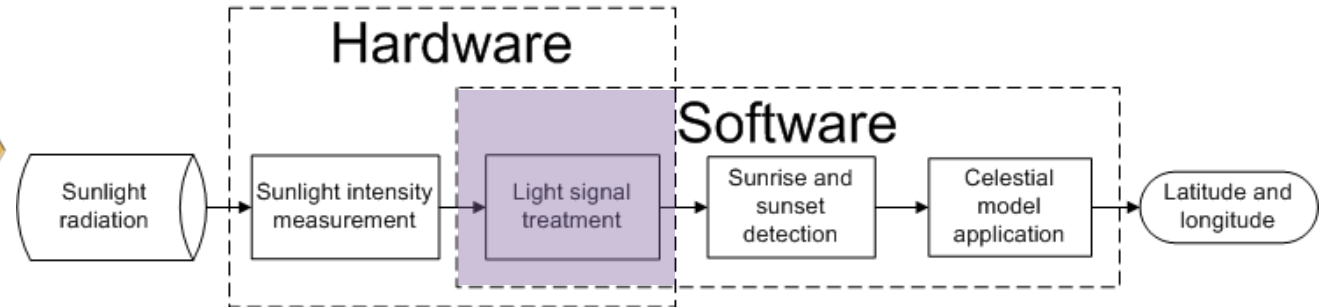 Hardware
Software
Sunlight
radiation
Sunlight intensity
measurement
Light signal
treatment
Sunrise and
sunset
detection
Celestial
model
application
Latitude and
longitude